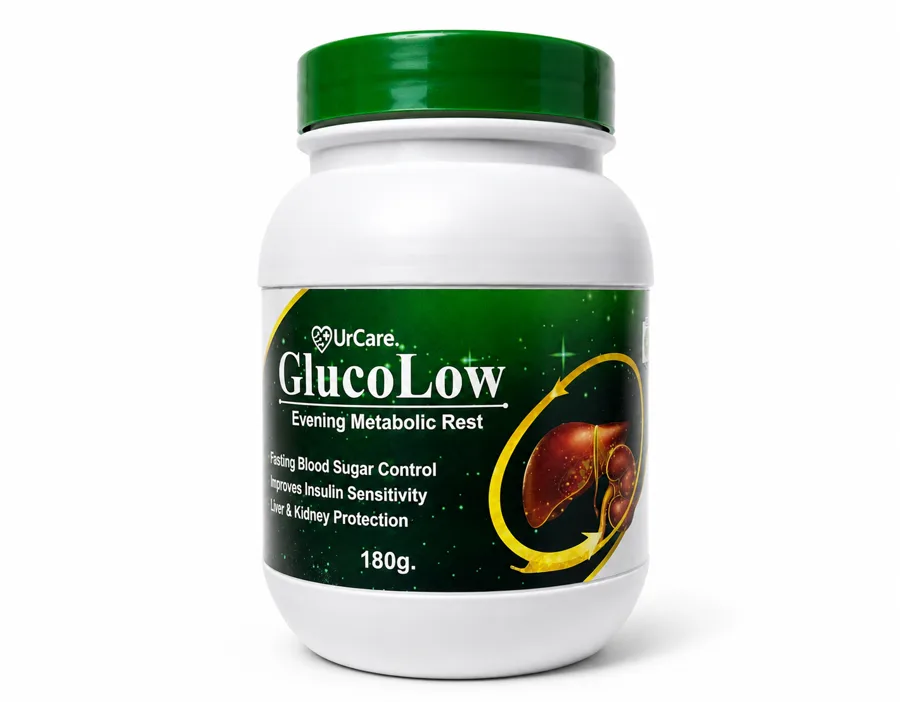 UrCare.
GlucoLow
Evening Metabolic Rest
Fasting Blood Sugar Control
Improves Insulin Sensitivity
Liver & Kidney Protection
180g.